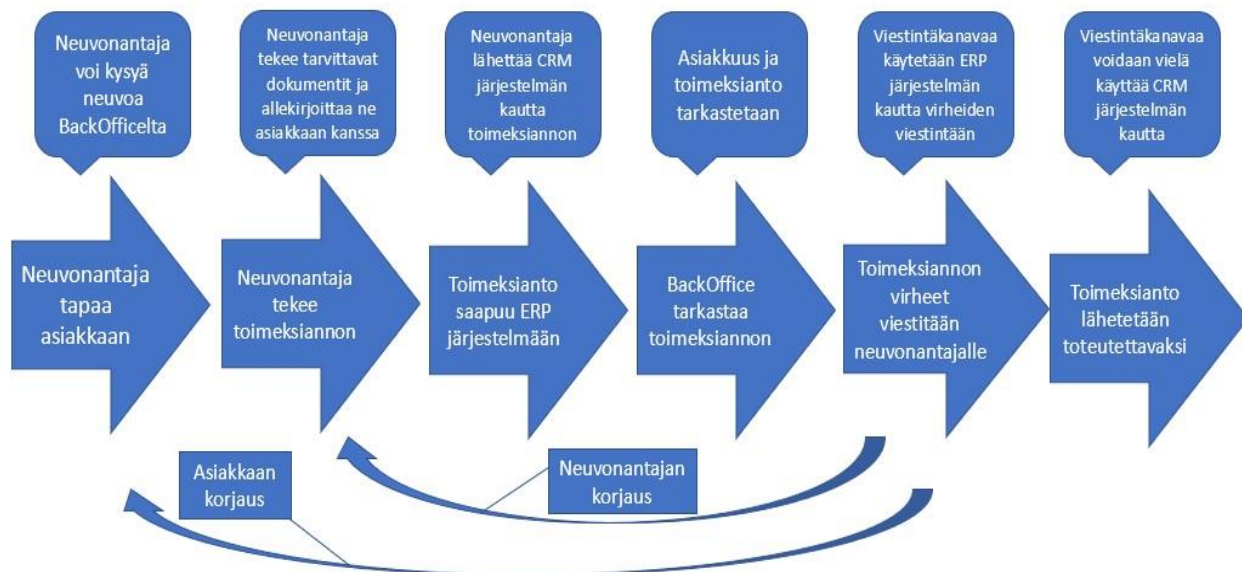 Neuvonantaja
voi kysyä
neuvoa
BackOfficelta
Neuvonantaja
tekee tarvittavat
dokumentit ja
allekirjoittaa ne
asiakkaan kanssa
Neuvonantaja
lähettää CRM
järjestelmän
kautta
toimeksiannon
Asiakkuus ja
toimeksianto
tarkastetaan
Viestintäkanavaa
käytetään ERP
järjestelmän
kautta virheiden
viestintään
Viestintäkanavaa
voidaan vielä
käyttää CRM
järjestelmän
kautta
Neuvonantaja
tapaa
asiakkaan
Neuvonantaja
tekee
toimeksiannon
Toimeksianto
saapuu ERP
järjestelmään
BackOffice
tarkastaa
toimeksiannon
Toimeksiannon
virheet
viestitään
neuvonantajalle
Toimeksianto
lähetetään
toteutettavaksi
Asiakkaan
korjaus
Neuvonantajan
korjaus